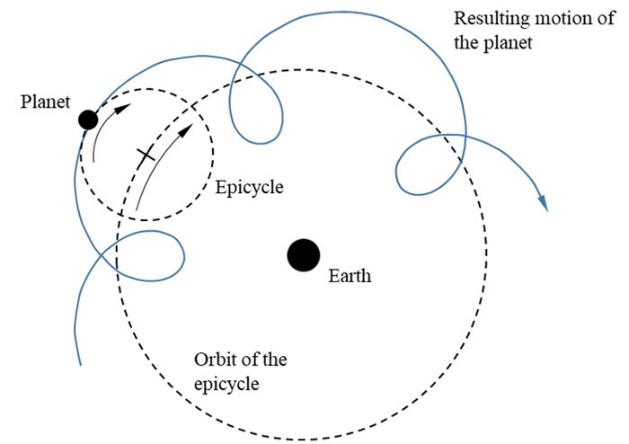 Resulting motion of
the planet
Planet
Epicycle
Earth
Orbit of the
epicycle